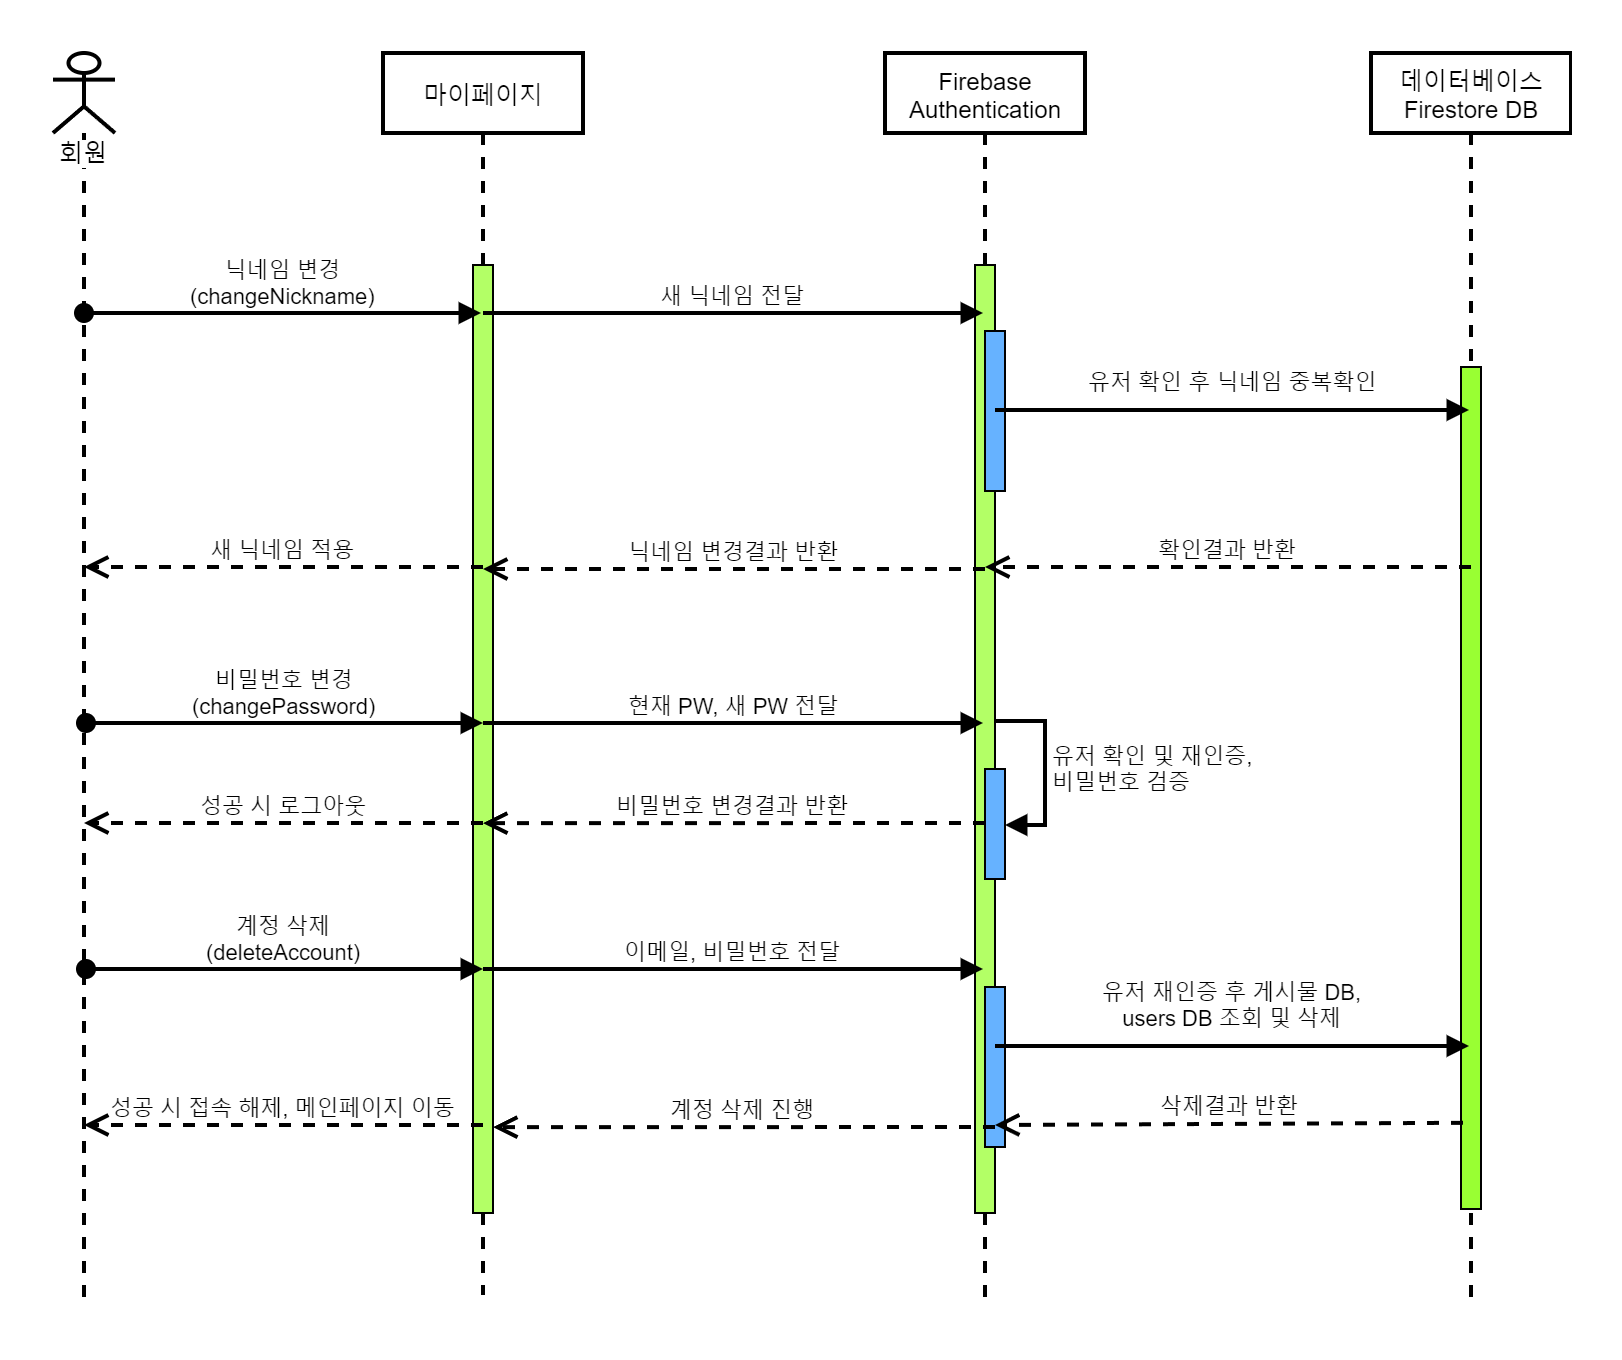 회원
마이페이지
Firebase
Authentication
데이터베이스
Firestore DB
닉네임 변경
(changeNickname)
새 닉네임 전달
유저 확인 후 닉네임 중복확인
새 닉네임 적용
닉네임 변경결과 반환
확인결과 반환
비밀번호 변경
(changePassword)
현재 PW, 새 PW 전달
유저 확인 및 재인증,
비밀번호 검증
성공 시 로그아웃
비밀번호 변경결과 반환
계정 삭제
(deleteAccount)
이메일, 비밀번호 전달
유저 재인증 후 게시물 DB,
users DB 조회 및 삭제
성공 시 접속 해제, 메인페이지 이동
계정 삭제 진행
삭제결과 반환